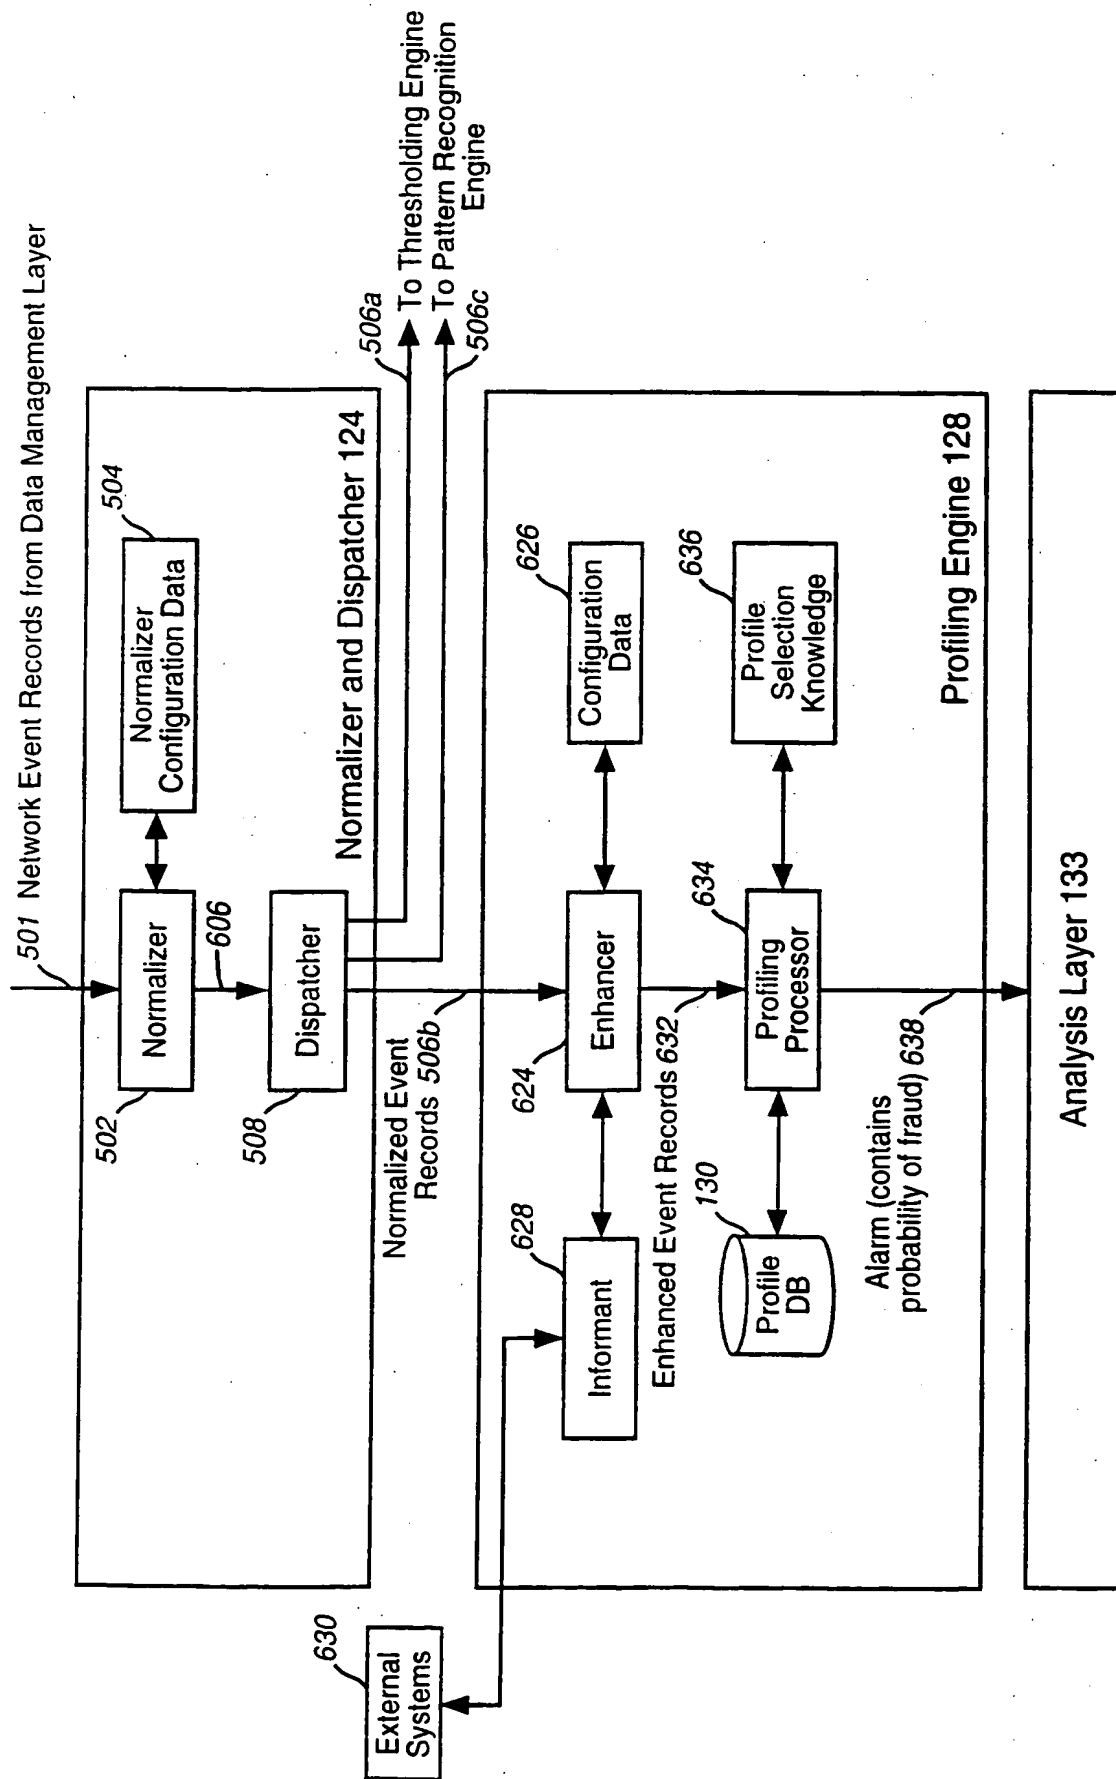 501 Network Event Records from Data Management Layer
504
Normalizer
Configuration Data
Normalizer
502
606
Dispatcher
508
Normalizer and Dispatcher 124
506a
To Thresholding Engine
To Pattern Recognition
Engine
506c
Normalized Event
Records 506b
630
External
Systems
628
Informant
624
Enhancer
626
Configuration
Data
Enhanced Event Records 632
130
Profile
DB
634
Profiling
Processor
636
Profile
Selection
Knowledge
Profiling Engine 128
Alarm (contains
probability of fraud) 638
Analysis Layer 133